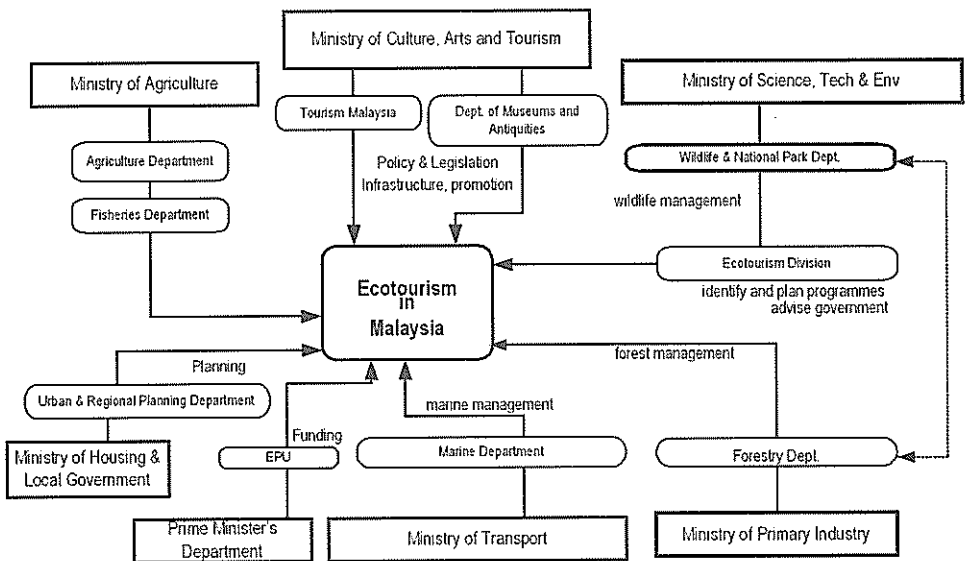 Ministry of Culture, Arts and Tourism
Ministry of Agriculture
Ministry of Science, Tech & Env
Tourism Malaysia
Dept. of Museums and
Antiquities
Agriculture Department
Policy & Legislation
Infrastructure, promotion
Wildlife & National Park Dept.
Fisheries Department
wildlife management
Ecotourism
in
Malaysia
Ecotourism Division
identify and plan programmes
advise government
Planning
forest management
Urban & Regional Planning Department
marine management
Funding
EPU
Marine Department
Forestry Dept.
Ministry of Housing &
Local Government
Prime Minister's
Department
Ministry of Transport
Ministry of Primary Industry